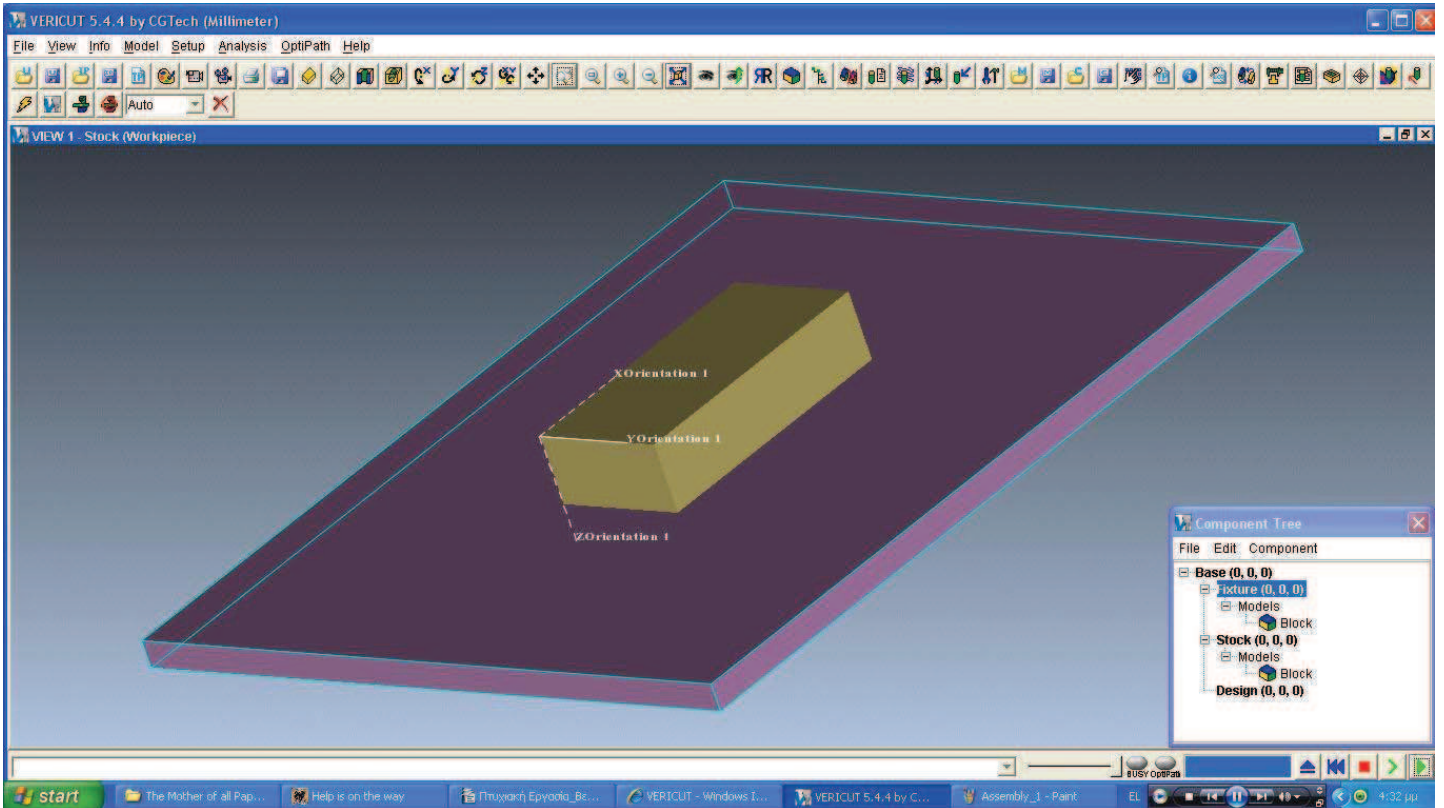 VERICUT 5.4.4 by CGTech (Millimeter)
File View Info Model Setup Analysis OptiPath Help
Auto
VIEW 1 - Stock (Workpiece)
XOrientation 1
YOrientation 1
ZOrientation 1
Component Tree
File Edit Component
Base (0, 0, 0)
Fixture (0, 0, 0)
Models
Block
Stock (0, 0, 0)
Models
Block
Design (0, 0, 0)
BUSY OptiPath
start The Mother of all Pap... Help is on the way Πτυχιακή Εργασία_Βε... VERICUT - Windows I... VERICUT 5.4.4 by C... Assembly_1 - Paint EL 4:32 μμ